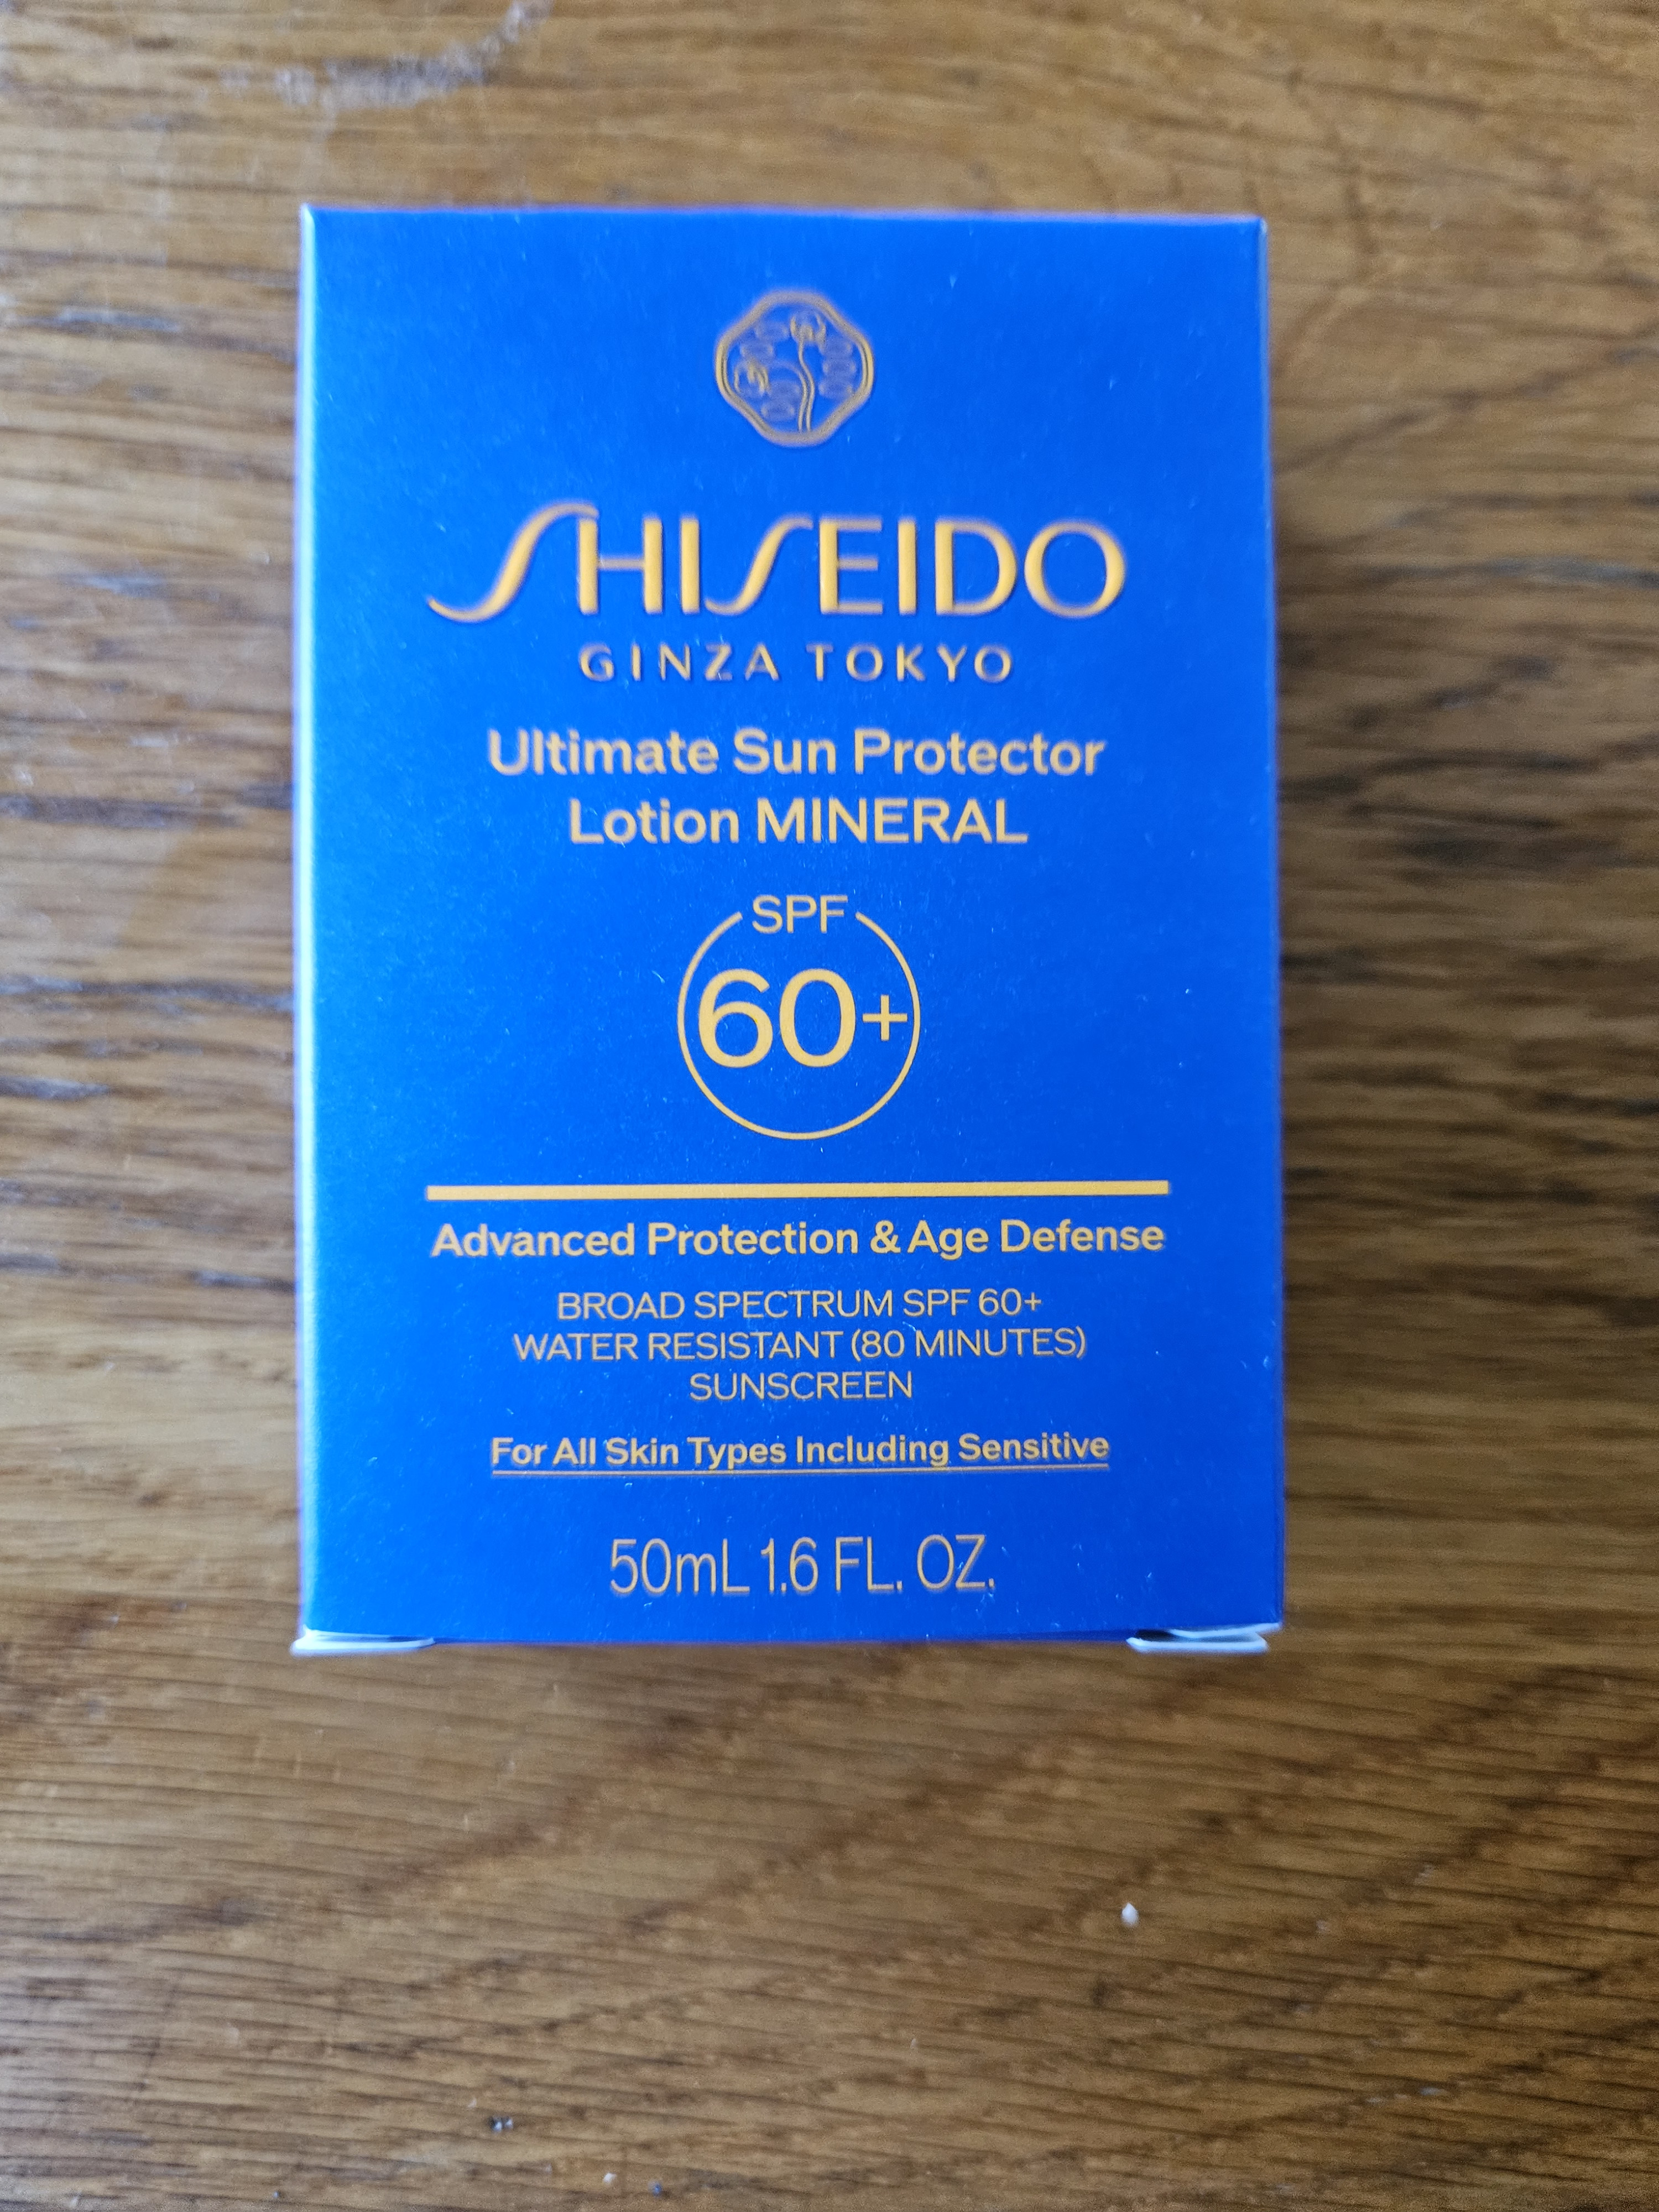 SHISEIDO
GINZA TOKYO
Ultimate Sun Protector
Lotion MINERAL
SPF
60+
Advanced Protection & Age Defense
BROAD SPECTRUM SPF 60+
WATER RESISTANT (80 MINUTES)
SUNSCREEN
For All Skin Types Including Sensitive
50mL 1.6 FL. OZ.